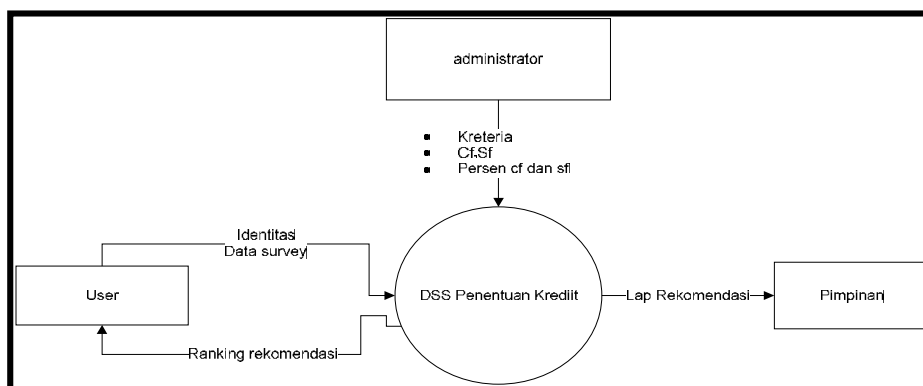 administrator
Kreteria
Cf.Sf
Persen cf dan sf
Identitas
Data survey
User
DSS Penentuan Krediit
Lap Rekomendasi
Pimpinan
Ranking rekomendasi